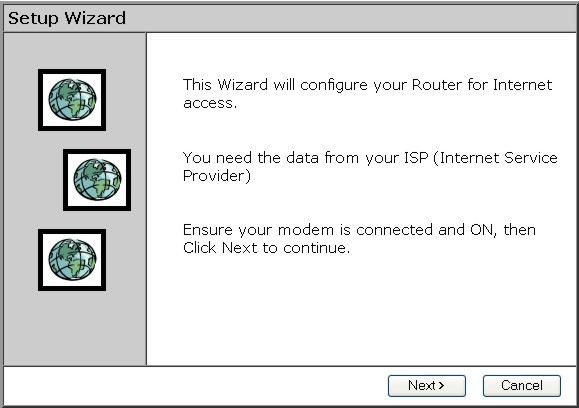 Setup Wizard
This Wizard will configure your Router for Internet
access.
You need the data from your ISP (Internet Service
Provider)
Ensure your modem is connected and ON, then
Click Next to continue.
Next>
Cancel